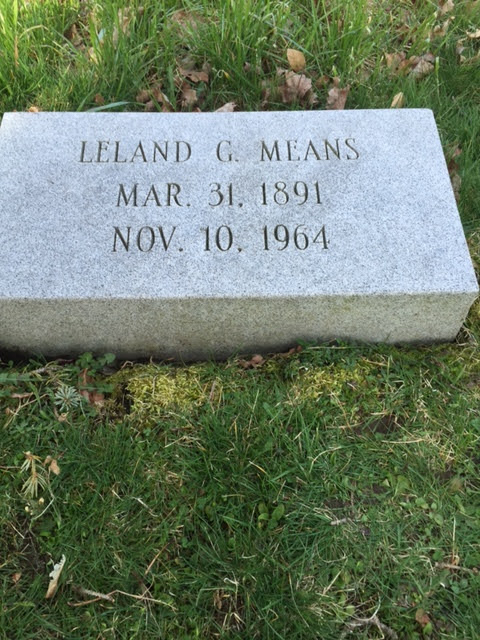 LELAND G. MEANS
MAR. 31, 1891
NOV. 10, 1964